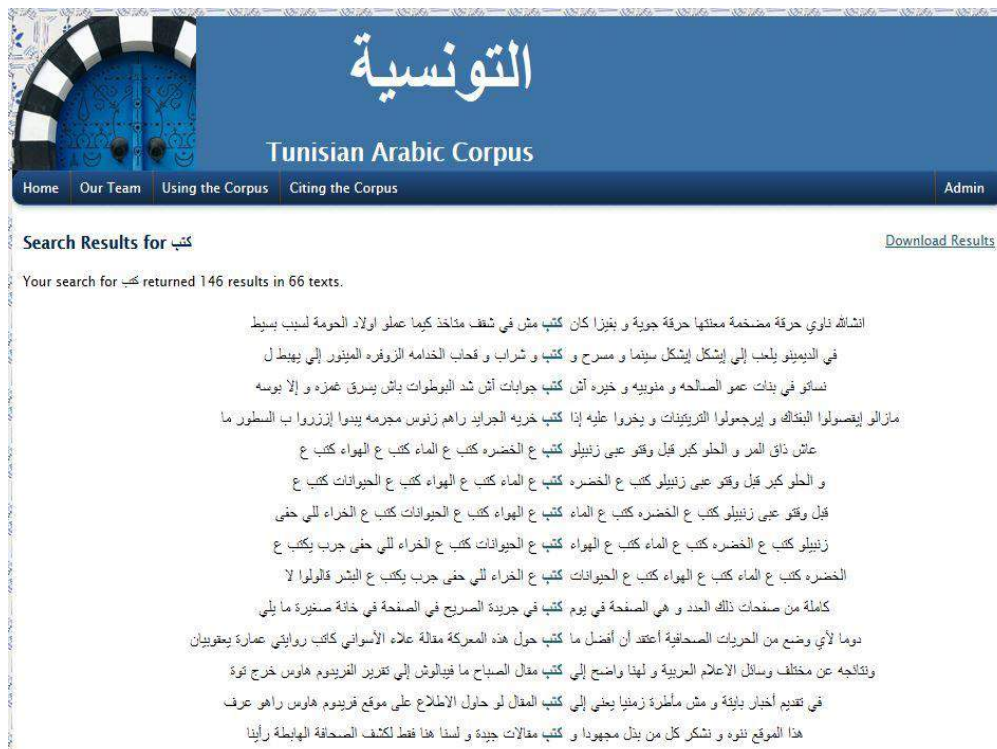 التونسية
Tunisian Arabic Corpus
Home Our Team Using the Corpus Citing the Corpus Admin
Search Results for كتب Download Results
Your search for كتب returned 146 results in 66 texts.
انشالله ناوي حرقة مضخمة معنتها حرقة جوية و بفيزا كان كتب مش في شقف متاخذ كيما عملو اولاد الحومة لسبب بسيط
في الديمينو يلعب إلي إيشكل إيشكل سينما و مسرح و كتب و شراب و قحاب الخدامه الزوفره المينور إلي يهبط ل
نساتو في بنات عمو الصالحه و منوبيه و خيره آش كتب جوابات آش شد البوطوات باش يسرق غمزه و إلا بوسه
مازالو إيقصولوا البفتاك و إيرجعولوا التريتينات و يخروا عليه إذا كتب خريه الجرايد راهم زنوس مجرمه يبدوا إززروا ب السطور ما
عاش ذاق المر و الحلو كبر قبل وقتو عبى زنبيلو كتب ع الخضره كتب ع الماء كتب ع الهواء كتب ع
و الحلو كبر قبل وقتو عبى زنبيلو كتب ع الخضره كتب ع الماء كتب ع الهواء كتب ع الحيوانات كتب ع
قبل وقتو عبى زنبيلو كتب ع الخضره كتب ع الماء كتب ع الهواء كتب ع الحيوانات كتب ع الخراء للي حفى
زنبيلو كتب ع الخضره كتب ع الماء كتب ع الهواء كتب ع الحيوانات كتب ع الخراء للي حفى جرب يكتب ع
الخضره كتب ع الماء كتب ع الهواء كتب ع الحيوانات كتب ع الخراء للي حفى جرب يكتب ع البشر قالولوا لا
كاملة من صفحات ذلك العدد و هي الصفحة في يوم كتب في جريدة الصريح في الصفحة في خانة صغيرة ما يلي
دوما لأي وضع من الحريات الصحافية أعتقد أن أفضل ما كتب حول هذه المعركة مقالة علاء الأسواني كاتب روايتي عمارة يعقوبيان
ونتائجه عن مختلف وسائل الاعلام العربية و لهنا واضح إلي كتب مقال الصباح ما فيبالوش إلي تقرير الفريدوم هاوس خرج توة
في تقديم أخبار بايتة و مش مأطرة زمنيا يعني إلي كتب المقال لو حاول الاطلاع على موقع فريدوم هاوس راهو عرف
هذا الموقع ننوه و نشكر كل من بذل مجهودا و كتب مقالات جيدة و لسنا هنا فقط لكشف الصحافة الهابطة رأينا